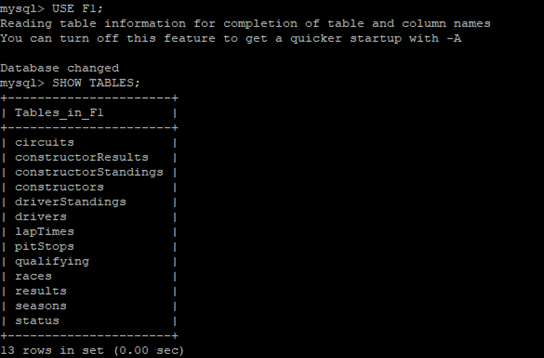 mysql> USE F1;
Reading table information for completion of table and column names
You can turn off this feature to get a quicker startup with -A

Database changed
mysql> SHOW TABLES;
+----------------------+
| Tables_in_F1         |
+----------------------+
| circuits             |
| constructorResults   |
| constructorStandings |
| constructors         |
| driverStandings      |
| drivers              |
| lapTimes             |
| pitStops             |
| qualifying           |
| races                |
| results              |
| seasons              |
| status               |
+----------------------+
13 rows in set (0.00 sec)